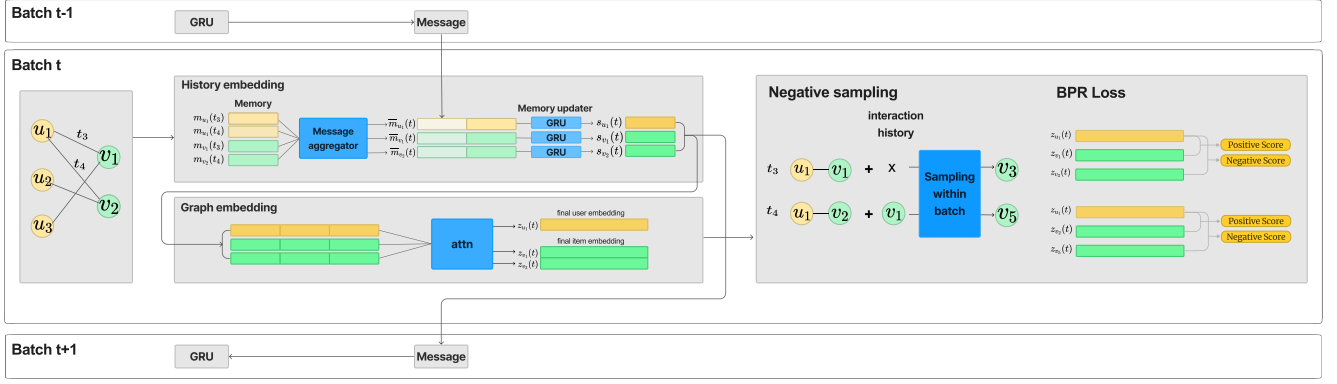 Batch t-1
GRU
Message
Batch t
u₁
u₂
u₃
t₃
t₄
v₁
v₂
History embedding
Memory
m_{u₁}(t₃)
m_{u₁}(t₄)
m_{v₁}(t₃)
m_{v₂}(t₄)
Message
aggregator
m̅_{u₁}(t)
m̅_{v₁}(t)
m̅_{v₂}(t)
Memory updater
GRU
GRU
GRU
s_{u₁}(t)
s_{v₁}(t)
s_{v₂}(t)
Graph embedding
attn
final user embedding
z_{u₁}(t)
final item embedding
z_{v₁}(t)
z_{v₂}(t)
Negative sampling
interaction
history
t₃ u₁ v₁ + x
t₄ u₁ v₂ + v₁
Sampling
within
batch
v₃
v₅
BPR Loss
z_{u₁}(t)
z_{v₁}(t)
z_{v₃}(t)
Positive Score
Negative Score
z_{u₁}(t)
z_{v₂}(t)
z_{v₅}(t)
Positive Score
Negative Score
Batch t+1
GRU
Message